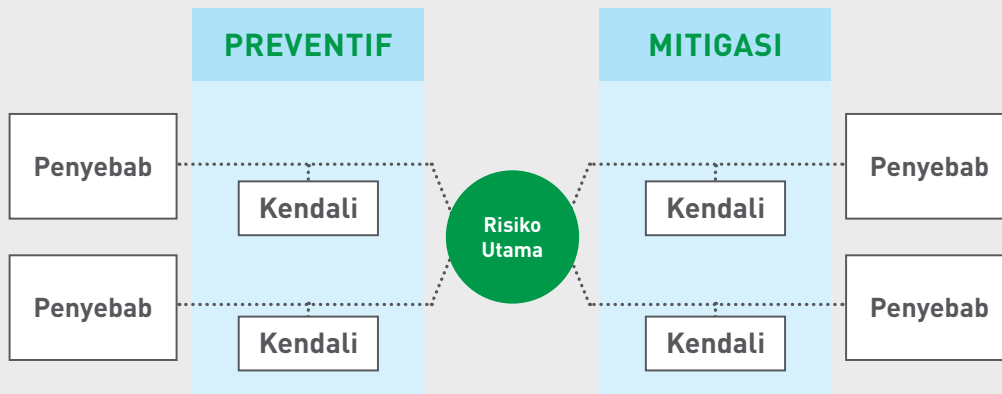 PREVENTIF
MITIGASI
Penyebab
Kendali
Penyebab
Kendali
Risiko
Utama
Penyebab
Kendali
Penyebab
Kendali